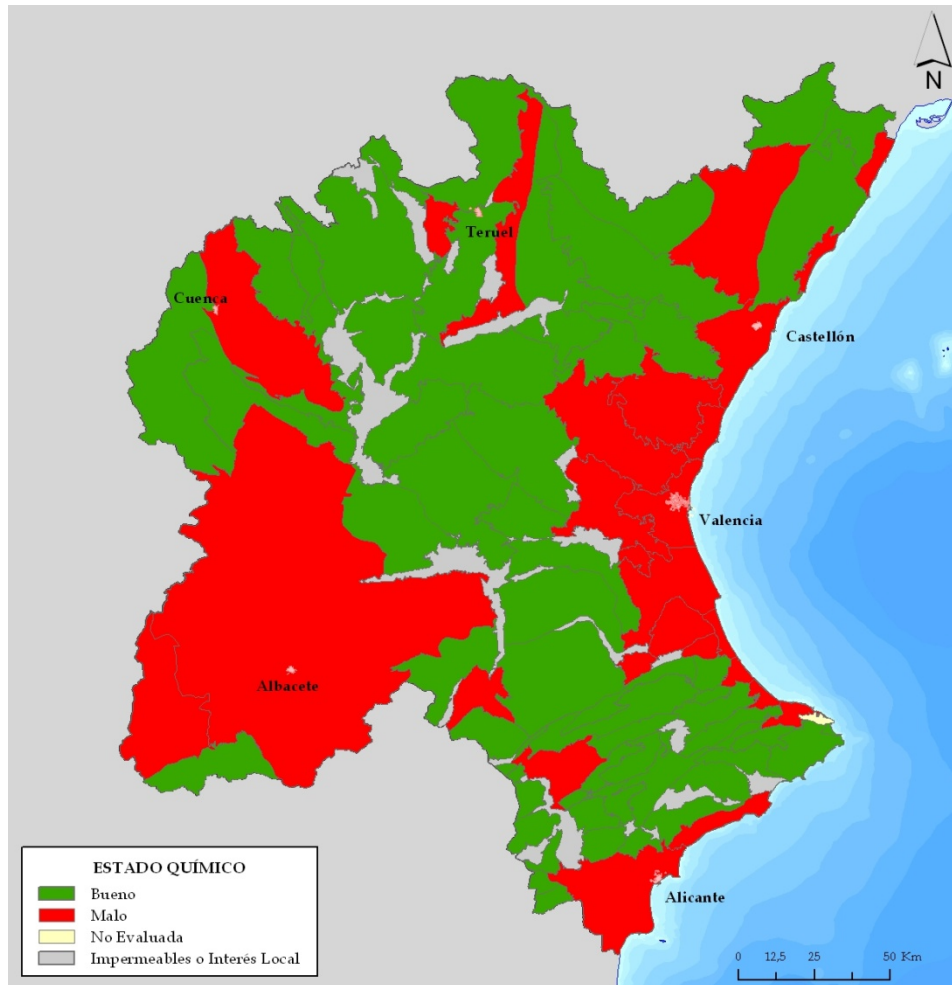 N
Teruel
Cuenca
Castellón
Valencia
Albacete
Alicante
ESTADO QUÍMICO
Bueno
Malo
No Evaluada
Impermeables o Interés Local
0 12,5 25 50 Km